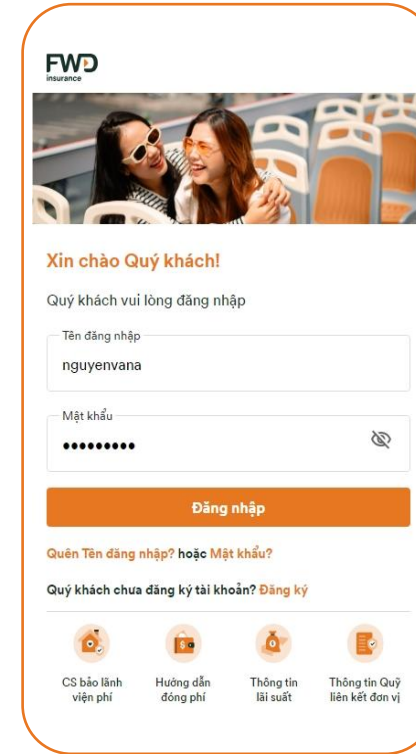 FWD
insurance
Xin chào Quý khách!
Quý khách vui lòng đăng nhập
Tên đăng nhập
nguyenvana
Mật khẩu
•••••••••
Đăng nhập
Quên Tên đăng nhập? hoặc Mật khẩu?
Quý khách chưa đăng ký tài khoản? Đăng ký
CS bảo lãnh
viện phí
Hướng dẫn
đóng phí
Thông tin
lãi suất
Thông tin Quỹ
liên kết đơn vị